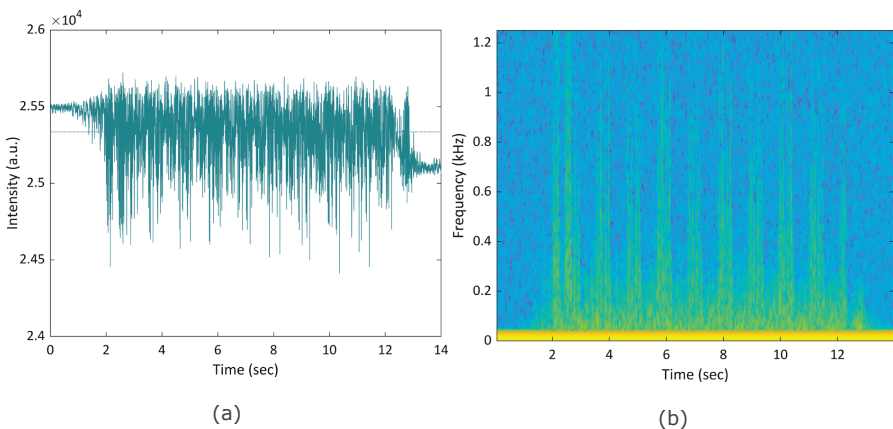 ×10⁴
2.6
2.55
2.5
2.45
2.4
Intensity (a.u.)
0 2 4 6 8 10 12 14
Time (sec)
(a)
1.2
1
0.8
0.6
0.4
0.2
0
Frequency (kHz)
2 4 6 8 10 12
Time (sec)
(b)